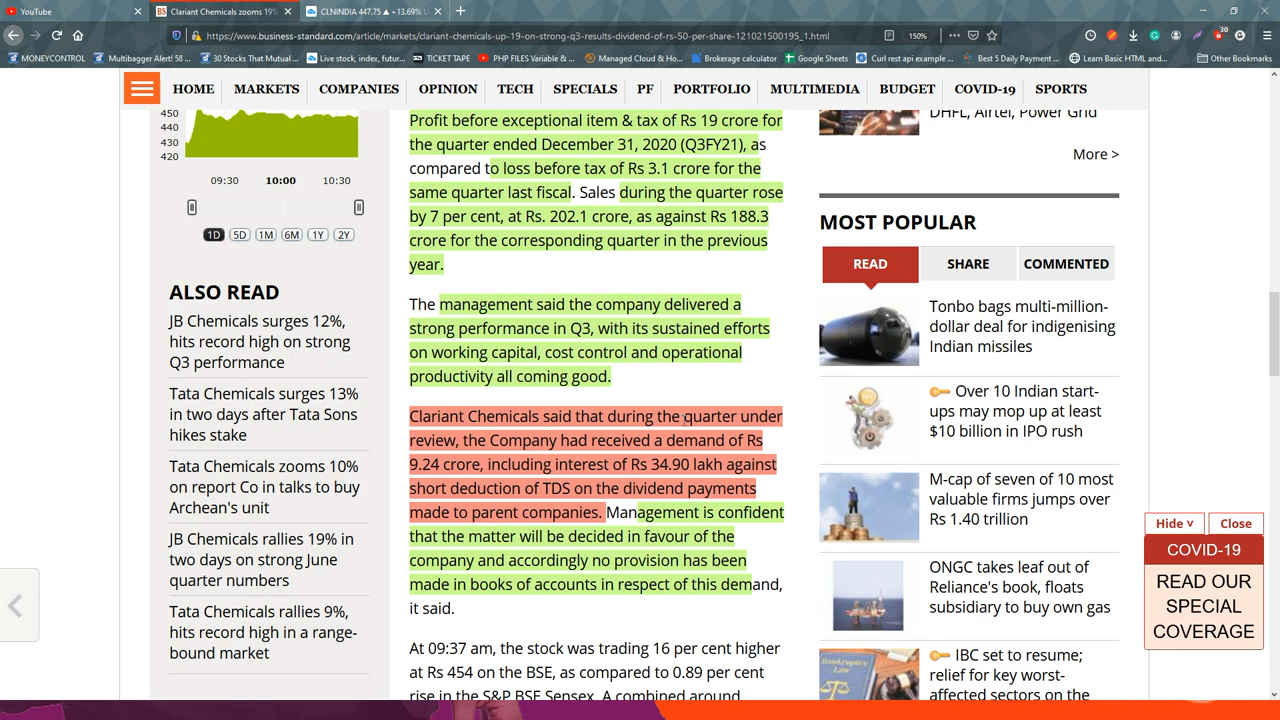 YouTube
Clariant Chemicals zooms 19%
CLNINDIA 447.75 ▲ +13.69% U
https://www.business-standard.com/article/markets/clariant-chemicals-up-19-on-strong-q3-results-dividend-of-rs-50-per-share-121021500195_1.html
150%
30
MONEYCONTROL
Multibagger Alert! 58 ...
30 Stocks That Mutual ...
Live stock, index, futur...
TICKET TAPE
PHP FILES Variable & ...
Managed Cloud & Ho...
Brokerage calculator
Google Sheets
Curl rest api example ...
Best 5 Daily Payment ...
Learn Basic HTML and...
Other Bookmarks
HOME
MARKETS
COMPANIES
OPINION
TECH
SPECIALS
PF
PORTFOLIO
MULTIMEDIA
BUDGET
COVID-19
SPORTS
450
440
430
420
09:30 10:00 10:30
1D 5D 1M 6M 1Y 2Y
ALSO READ
JB Chemicals surges 12%,
hits record high on strong
Q3 performance
Tata Chemicals surges 13%
in two days after Tata Sons
hikes stake
Tata Chemicals zooms 10%
on report Co in talks to buy
Archean's unit
JB Chemicals rallies 19% in
two days on strong June
quarter numbers
Tata Chemicals rallies 9%,
hits record high in a range-
bound market
Profit before exceptional item & tax of Rs 19 crore for
the quarter ended December 31, 2020 (Q3FY21), as
compared to loss before tax of Rs 3.1 crore for the
same quarter last fiscal. Sales during the quarter rose
by 7 per cent, at Rs. 202.1 crore, as against Rs 188.3
crore for the corresponding quarter in the previous
year.
The management said the company delivered a
strong performance in Q3, with its sustained efforts
on working capital, cost control and operational
productivity all coming good.
Clariant Chemicals said that during the quarter under
review, the Company had received a demand of Rs
9.24 crore, including interest of Rs 34.90 lakh against
short deduction of TDS on the dividend payments
made to parent companies. Management is confident
that the matter will be decided in favour of the
company and accordingly no provision has been
made in books of accounts in respect of this demand,
it said.
At 09:37 am, the stock was trading 16 per cent higher
at Rs 454 on the BSE, as compared to 0.89 per cent
rise in the S&P BSE Sensex. A combined around
DHFL, Airtel, Power Grid
More >
MOST POPULAR
READ
SHARE
COMMENTED
Tonbo bags multi-million-
dollar deal for indigenising
Indian missiles
Over 10 Indian start-
ups may mop up at least
$10 billion in IPO rush
M-cap of seven of 10 most
valuable firms jumps over
Rs 1.40 trillion
ONGC takes leaf out of
Reliance's book, floats
subsidiary to buy own gas
IBC set to resume;
relief for key worst-
affected sectors on the
Hide v
Close
COVID-19
READ OUR
SPECIAL
COVERAGE